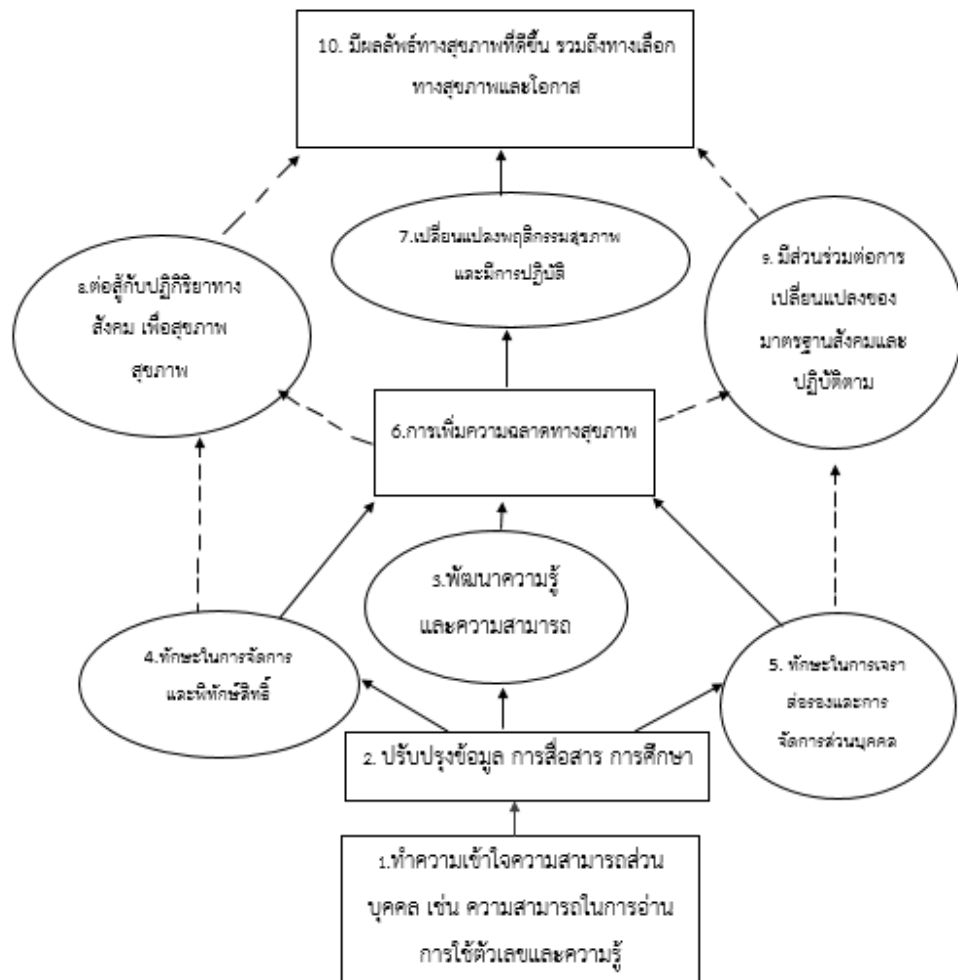 10. มีผลลัพธ์ทางสุขภาพที่ดีขึ้น รวมถึงทางเลือก
ทางสุขภาพและโอกาส
7.เปลี่ยนแปลงพฤติกรรมสุขภาพ
และมีการปฏิบัติ
8.ต่อสู้กับปฏิกิริยาทาง
สังคม เพื่อสุขภาพ
สุขภาพ
9. มีส่วนร่วมต่อการ
เปลี่ยนแปลงของ
มาตรฐานสังคมและ
ปฏิบัติตาม
6.การเพิ่มความฉลาดทางสุขภาพ
3.พัฒนาความรู้
และความสามารถ
4.ทักษะในการจัดการ
และพิทักษ์สิทธิ์
5. ทักษะในการเจรา
ต่อรองและการ
จัดการส่วนบุคคล
2. ปรับปรุงข้อมูล การสื่อสาร การศึกษา
1.ทำความเข้าใจความสามารถส่วน
บุคคล เช่น ความสามารถในการอ่าน
การใช้ตัวเลขและความรู้